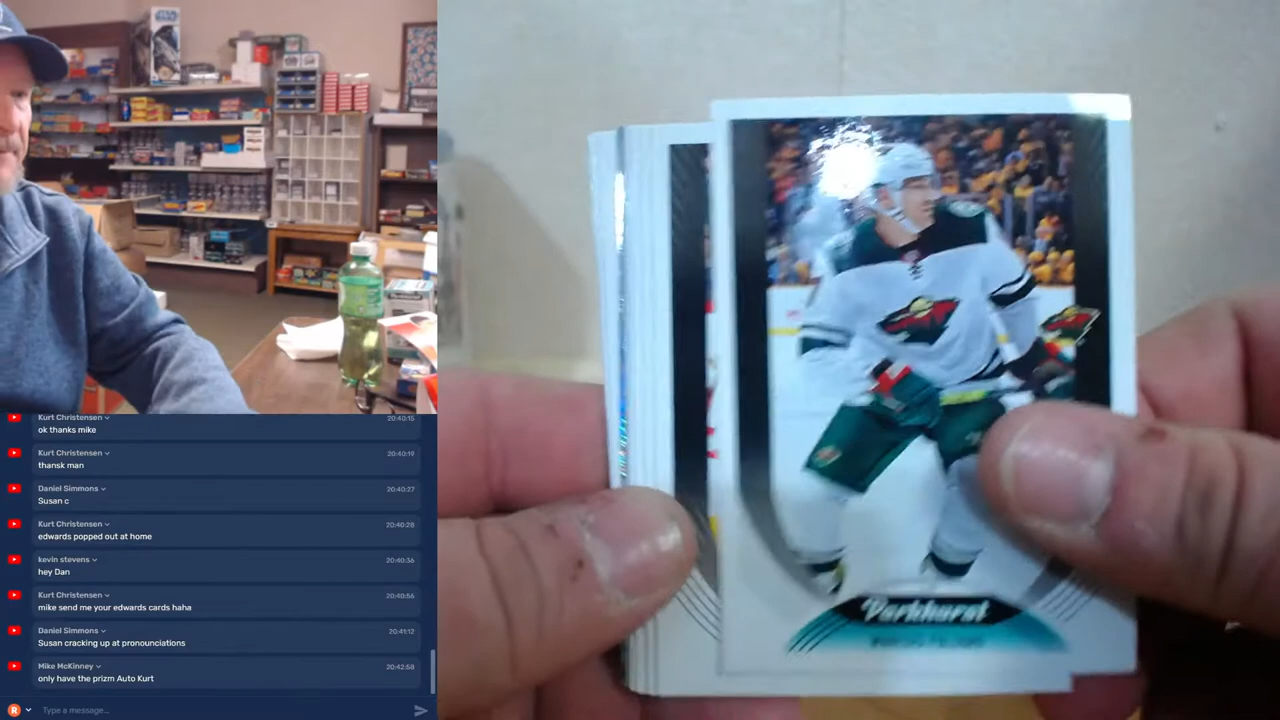 Kurt Christensen
20:40:15
ok thanks mike
Kurt Christensen
20:40:19
thansk man
Daniel Simmons
20:40:27
Susan c
Kurt Christensen
20:40:28
edwards popped out at home
kevin stevens
20:40:36
hey Dan
Kurt Christensen
20:40:56
mike send me your edwards cards haha
Daniel Simmons
20:41:12
Susan cracking up at pronounciations
Mike McKinney
20:42:58
only have the prizm Auto Kurt
R
Type a message...
Parkhurst